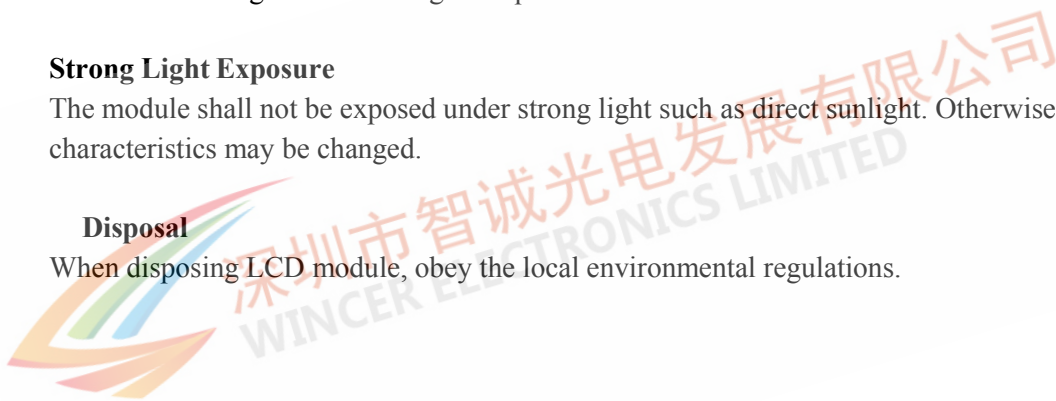 Strong Light Exposure
The module shall not be exposed under strong light such as direct sunlight. Otherwise
characteristics may be changed.
Disposal
When disposing LCD module, obey the local environmental regulations.
深圳市智诚光电发展有限公司
WINCER ELECTRONICS LIMITED